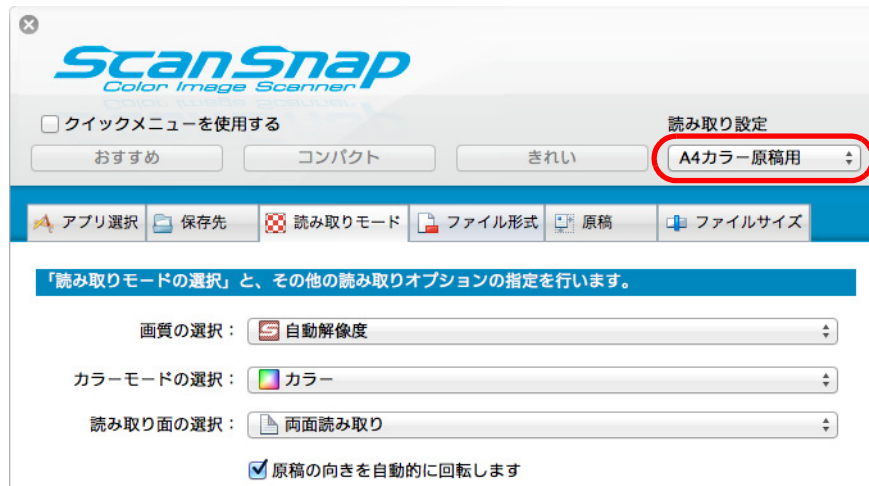 ScanSnap
Color Image Scanner
クイックメニューを使用する
読み取り設定
おすすめ
コンパクト
きれい
A4カラー原稿用
アプリ選択
保存先
読み取りモード
ファイル形式
原稿
ファイルサイズ
「読み取りモードの選択」と、その他の読み取りオプションの指定を行います。
画質の選択：
自動解像度
カラーモードの選択：
カラー
読み取り面の選択：
両面読み取り
原稿の向きを自動的に回転します